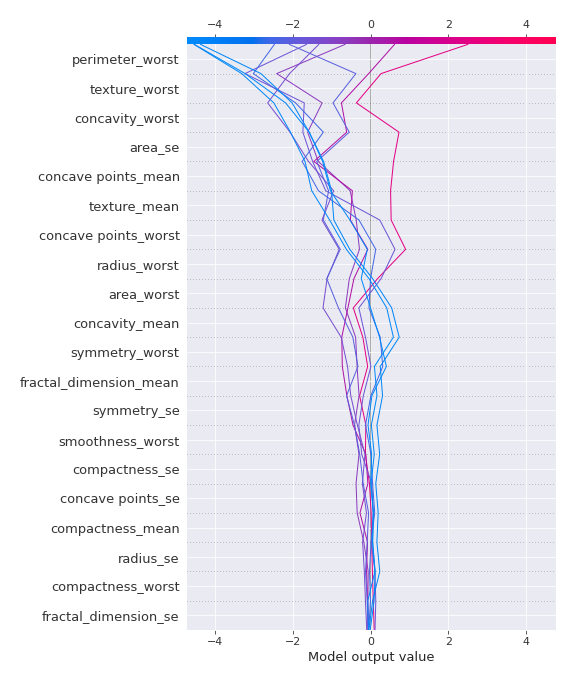 −4 −2 0 2 4
perimeter_worst
texture_worst
concavity_worst
area_se
concave points_mean
texture_mean
concave points_worst
radius_worst
area_worst
concavity_mean
symmetry_worst
fractal_dimension_mean
symmetry_se
smoothness_worst
compactness_se
concave points_se
compactness_mean
radius_se
compactness_worst
fractal_dimension_se
−4 −2 0 2 4
Model output value